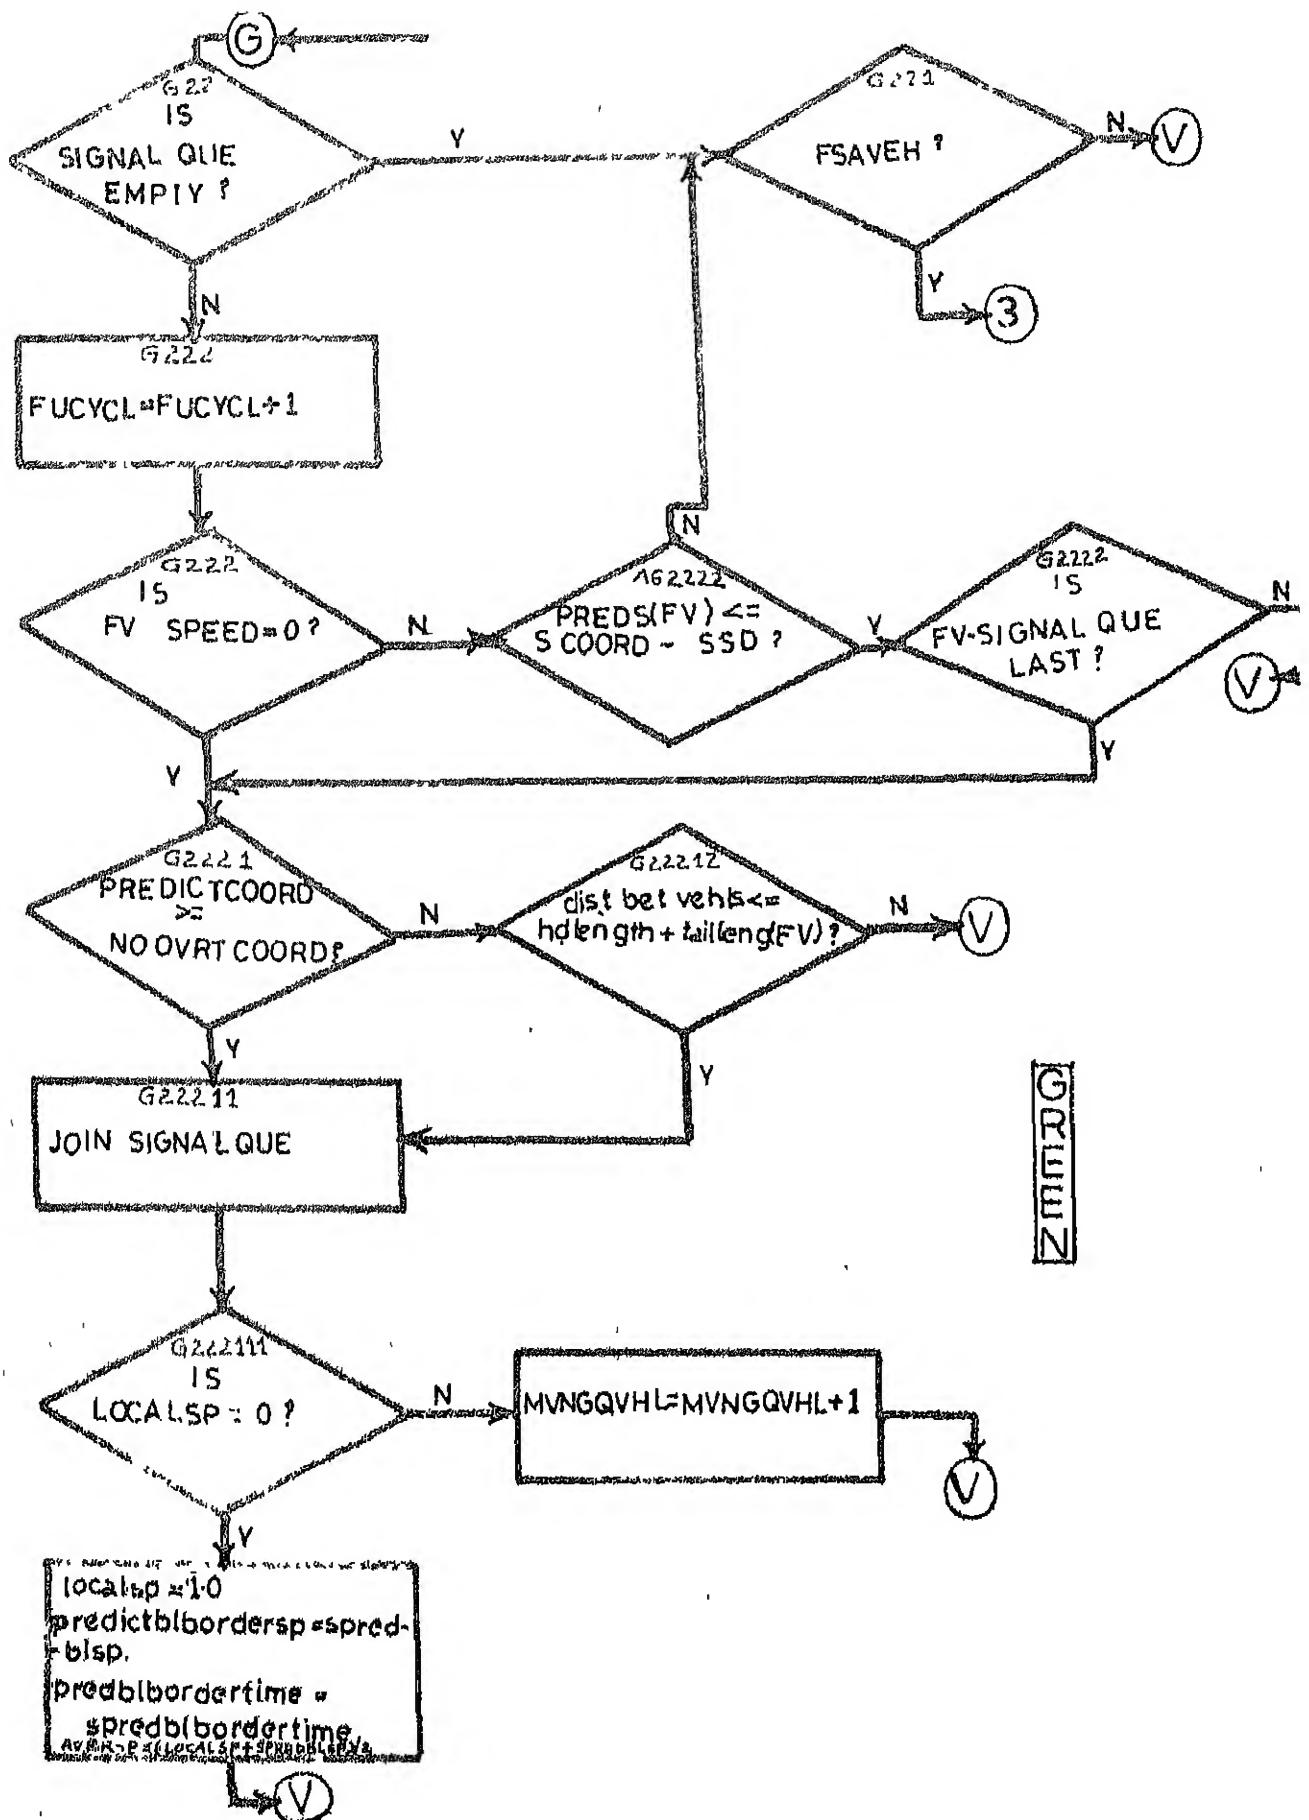 G
G22
IS
SIGNAL QUE
EMPIY ?
Y
N
G221
FSAVEH ?
N
V
Y
3
G222
FUCYCL=FUCYCL+1
G222
IS
FV SPEED=0 ?
N
Y
AG2222
PREDS(FV) <=
S COORD - SSD ?
N
Y
G2222
IS
FV-SIGNAL QUE
LAST ?
N
V
Y
G2221
PREDICTCOORD
>=
NO OVRT COORD?
N
Y
G22212
dist bet vehls <=
hdlength + tailleng(FV) ?
N
V
Y
G22211
JOIN SIGNAL QUE
GREEN
G222111
IS
LOCALSP = 0 ?
N
Y
MVNGQVHL=MVNGQVHL+1
V
localsp = 1.0
predictblbordersp = spred-
-blsp.
predblbordertime =
spredblbordertime
V